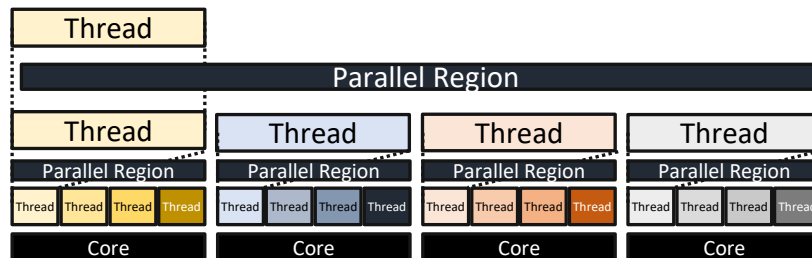 Thread
Parallel Region
Thread Thread Thread Thread
Parallel Region Parallel Region Parallel Region Parallel Region
Thread Thread Thread Thread Thread Thread Thread Thread Thread Thread Thread Thread Thread Thread Thread Thread
Core Core Core Core